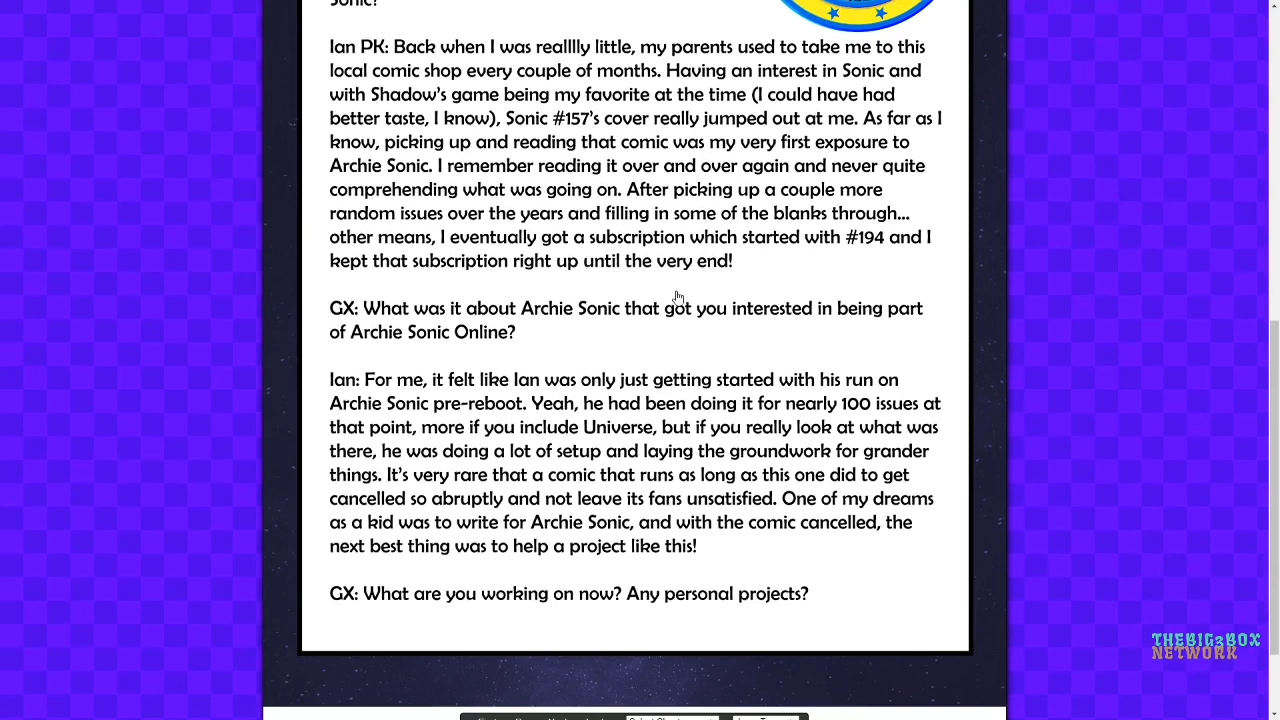 Sonic?
Ian PK: Back when I was realllly little, my parents used to take me to this
local comic shop every couple of months. Having an interest in Sonic and
with Shadow's game being my favorite at the time (I could have had
better taste, I know), Sonic #157's cover really jumped out at me. As far as I
know, picking up and reading that comic was my very first exposure to
Archie Sonic. I remember reading it over and over again and never quite
comprehending what was going on. After picking up a couple more
random issues over the years and filling in some of the blanks through...
other means, I eventually got a subscription which started with #194 and I
kept that subscription right up until the very end!
GX: What was it about Archie Sonic that got you interested in being part
of Archie Sonic Online?
Ian: For me, it felt like Ian was only just getting started with his run on
Archie Sonic pre-reboot. Yeah, he had been doing it for nearly 100 issues at
that point, more if you include Universe, but if you really look at what was
there, he was doing a lot of setup and laying the groundwork for grander
things. It's very rare that a comic that runs as long as this one did to get
cancelled so abruptly and not leave its fans unsatisfied. One of my dreams
as a kid was to write for Archie Sonic, and with the comic cancelled, the
next best thing was to help a project like this!
GX: What are you working on now? Any personal projects?
THEBIG3BOX
NETWORK